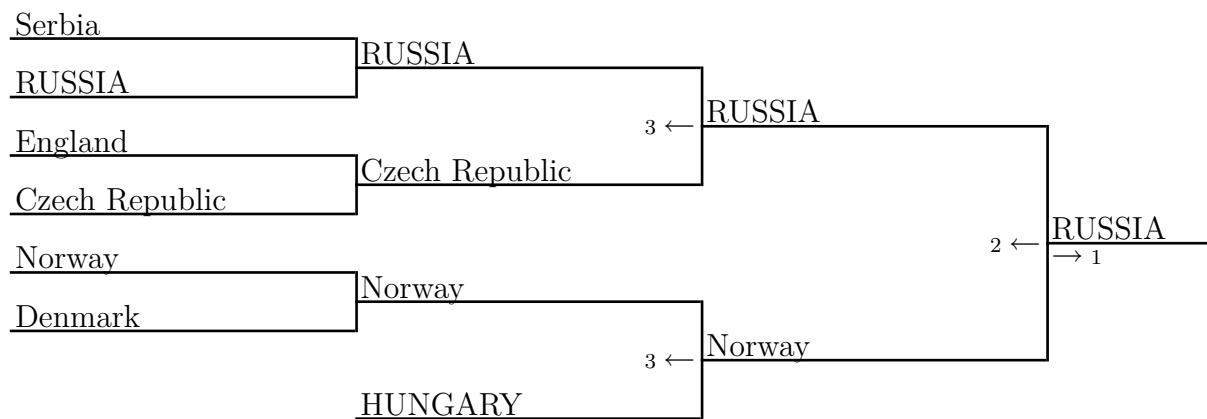 Serbia
RUSSIA
RUSSIA
England
3 ← RUSSIA
Czech Republic
Czech Republic
Norway
2 ← RUSSIA
→ 1
Norway
Denmark
3 ← Norway
HUNGARY